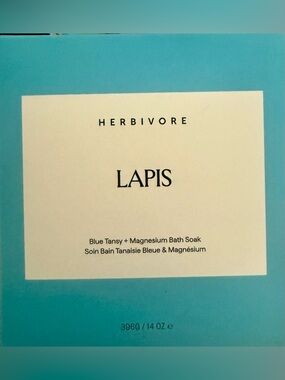 HERBIVORE
LAPIS
Blue Tansy + Magnesium Bath Soak
Soin Bain Tanaisie Bleue & Magnésium
396G / 14 OZ e